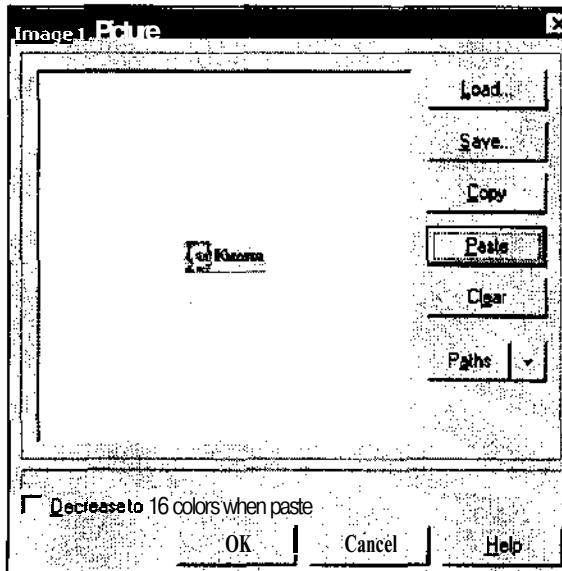 Image1. Picture
Load...
Save...
Copy
Paste
Clear
Paths
Decrease to 16 colors when paste
OK
Cancel
Help